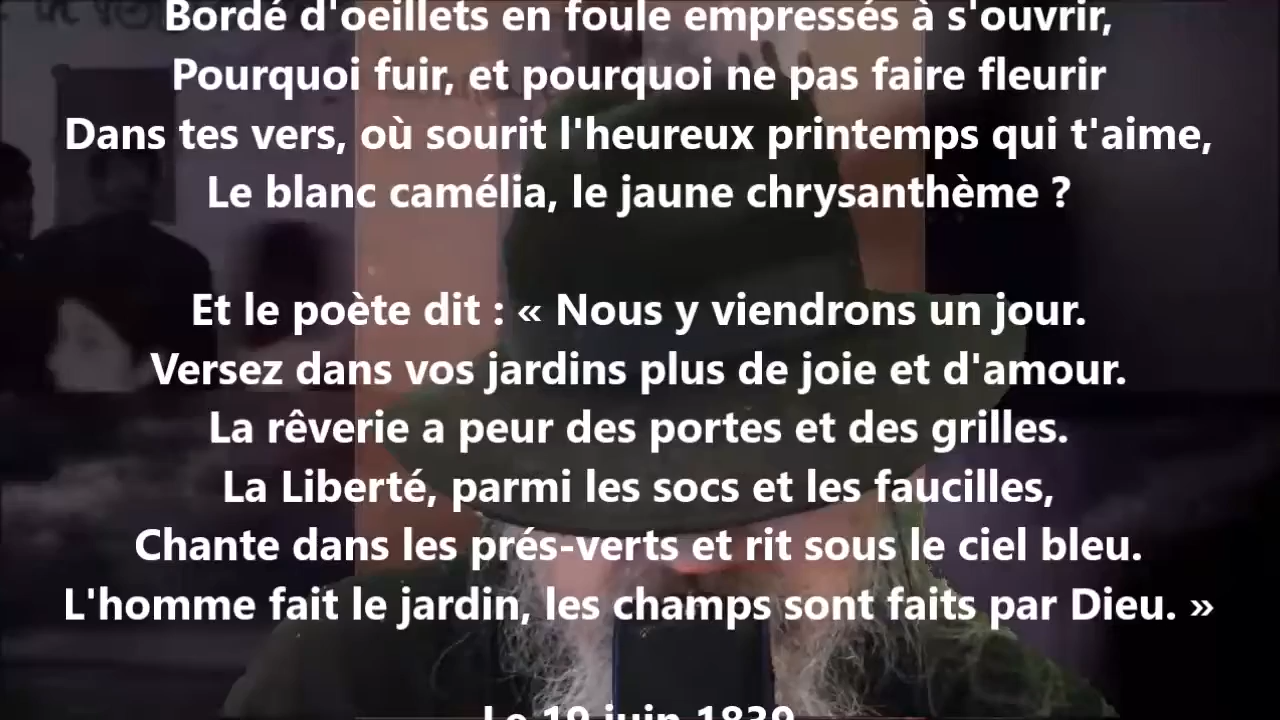 Bordé d'oeillets en foule empressés à s'ouvrir,
Pourquoi fuir, et pourquoi ne pas faire fleurir
Dans tes vers, où sourit l'heureux printemps qui t'aime,
Le blanc camélia, le jaune chrysanthème ?
Et le poète dit : « Nous y viendrons un jour.
Versez dans vos jardins plus de joie et d'amour.
La rêverie a peur des portes et des grilles.
La Liberté, parmi les socs et les faucilles,
Chante dans les prés-verts et rit sous le ciel bleu.
L'homme fait le jardin, les champs sont faits par Dieu. »
Le 19 juin 1839